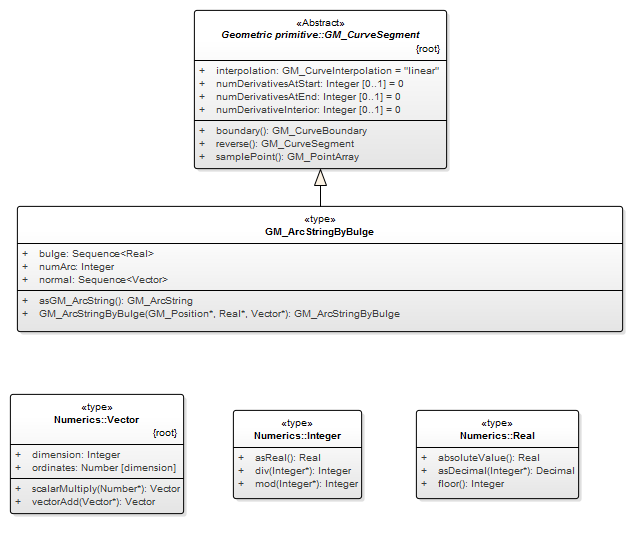 «Abstract»
Geometric primitive::GM_CurveSegment
{root}
+ interpolation: GM_CurveInterpolation = "linear"
+ numDerivativesAtStart: Integer [0..1] = 0
+ numDerivativesAtEnd: Integer [0..1] = 0
+ numDerivativeInterior: Integer [0..1] = 0
+ boundary(): GM_CurveBoundary
+ reverse(): GM_CurveSegment
+ samplePoint(): GM_PointArray
«type»
GM_ArcStringByBulge
+ bulge: Sequence<Real>
+ numArc: Integer
+ normal: Sequence<Vector>
+ asGM_ArcString(): GM_ArcString
+ GM_ArcStringByBulge(GM_Position*, Real*, Vector*): GM_ArcStringByBulge
«type»
Numerics::Vector
{root}
+ dimension: Integer
+ ordinates: Number [dimension]
+ scalarMultiply(Number*): Vector
+ vectorAdd(Vector*): Vector
«type»
Numerics::Integer
+ asReal(): Real
+ div(Integer*): Integer
+ mod(Integer*): Integer
«type»
Numerics::Real
+ absoluteValue(): Real
+ asDecimal(Integer*): Decimal
+ floor(): Integer